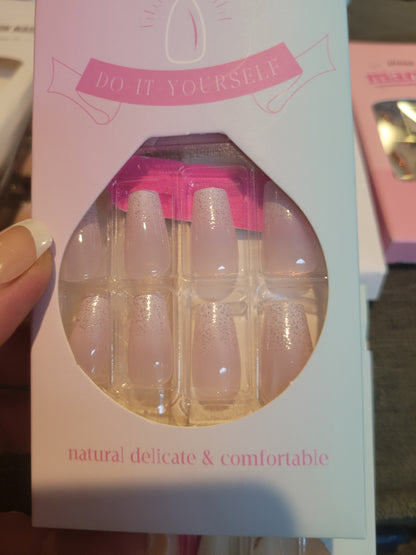 DO-IT-YOURSELF
natural delicate & comfortable